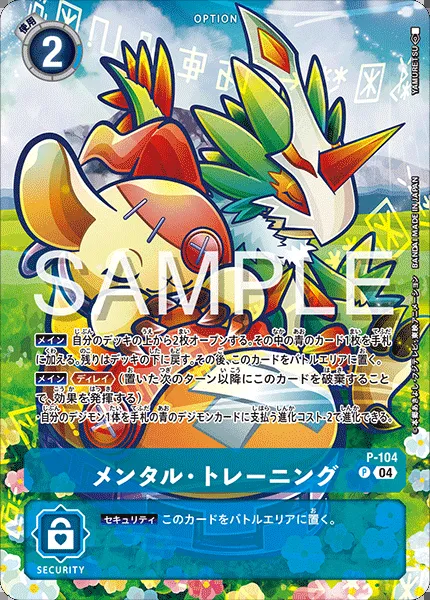 OPTION
使用
2
YAMURETSU
BANDAI MADE IN JAPAN
SAMPLE
メイン 自分のデッキの上から2枚オープンする。その中の青のカード1枚を手札
に加える。残りはデッキの下に戻す。その後、このカードをバトルエリアに置く。
メイン ディレイ (置いた次のターン以降にこのカードを破棄すること
で、効果を発揮する)
・自分のデジモン1体を手札の青のデジモンカードに支払う進化コスト-2で進化できる。
P-104
メンタル・トレーニング P 04
セキュリティ このカードをバトルエリアに置く。
SECURITY